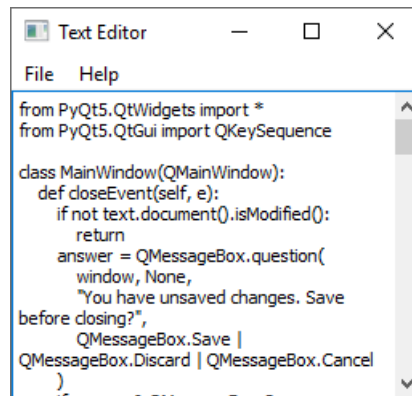 Text Editor
File Help
from PyQt5.QtWidgets import *
from PyQt5.QtGui import QKeySequence
class MainWindow(QMainWindow):
def closeEvent(self, e):
if not text.document().isModified():
return
answer = QMessageBox.question(
window, None,
"You have unsaved changes. Save
before closing?",
QMessageBox.Save |
QMessageBox.Discard | QMessageBox.Cancel
)